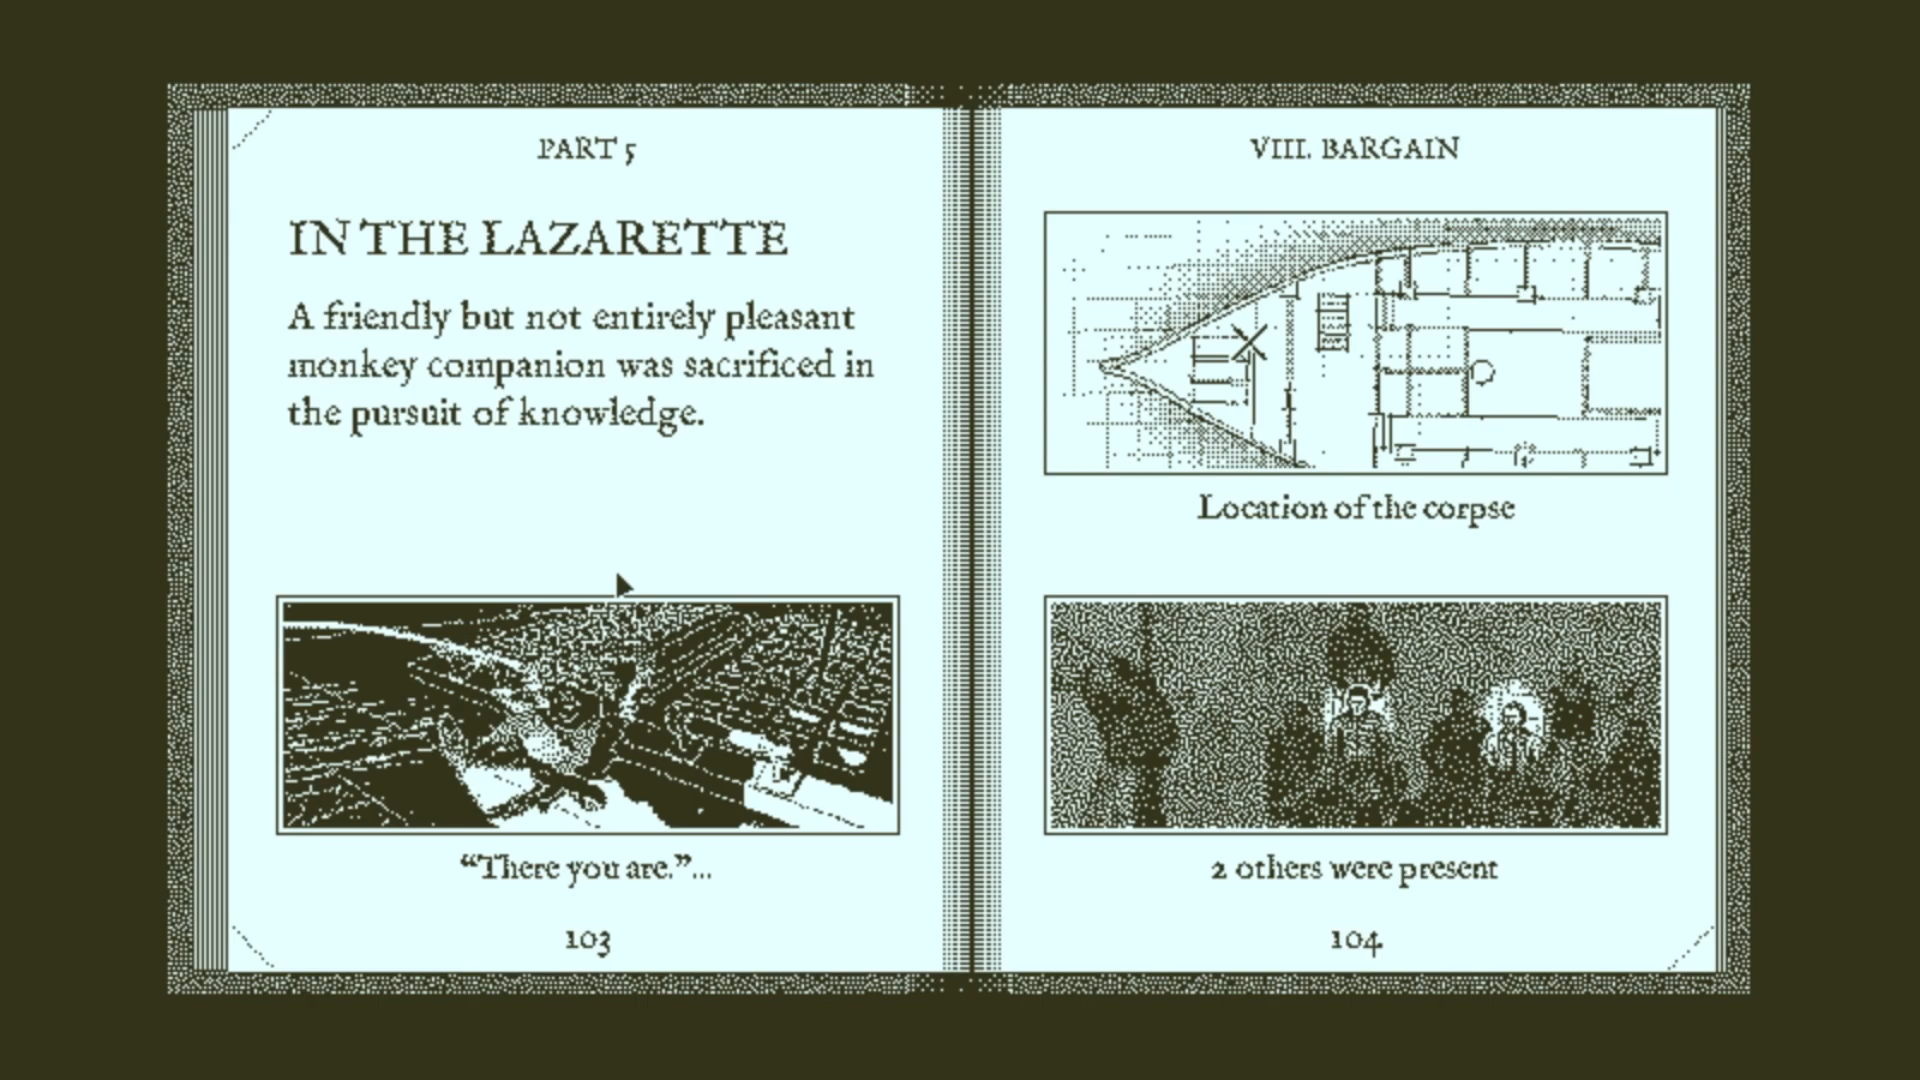 PART 5
IN THE LAZARETTE
A friendly but not entirely pleasant
monkey companion was sacrificed in
the pursuit of knowledge.
“There you are.”...
103
VIII. BARGAIN
Location of the corpse
2 others were present
104